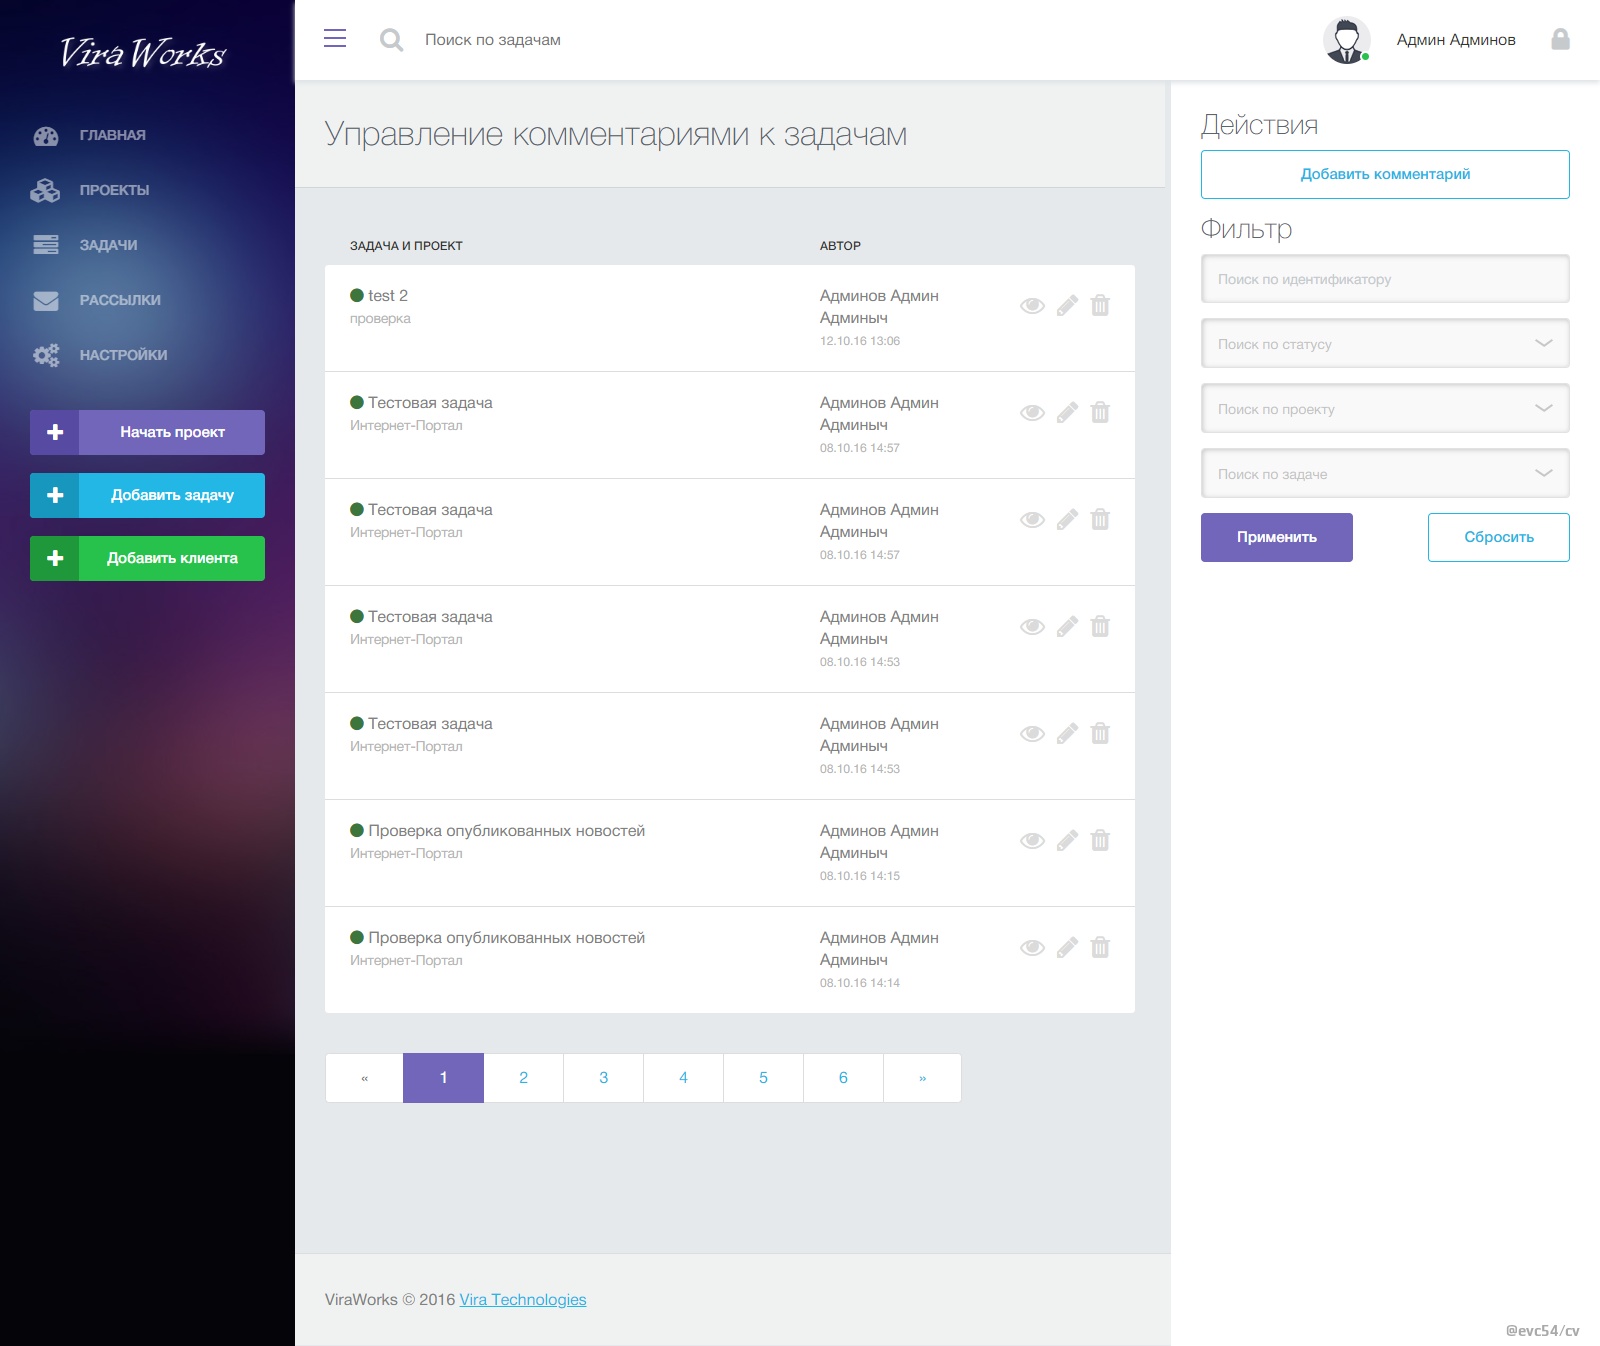 Vira Works
Поиск по задачам
Админ Админов
ГЛАВНАЯ
ПРОЕКТЫ
ЗАДАЧИ
РАССЫЛКИ
НАСТРОЙКИ
Начать проект
Добавить задачу
Добавить клиента
Управление комментариями к задачам
ЗАДАЧА И ПРОЕКТ
АВТОР
test 2
проверка
Админов Админ
Админыч
12.10.16 13:06
Тестовая задача
Интернет-Портал
Админов Админ
Админыч
08.10.16 14:57
Тестовая задача
Интернет-Портал
Админов Админ
Админыч
08.10.16 14:57
Тестовая задача
Интернет-Портал
Админов Админ
Админыч
08.10.16 14:53
Тестовая задача
Интернет-Портал
Админов Админ
Админыч
08.10.16 14:53
Проверка опубликованных новостей
Интернет-Портал
Админов Админ
Админыч
08.10.16 14:15
Проверка опубликованных новостей
Интернет-Портал
Админов Админ
Админыч
08.10.16 14:14
« 1 2 3 4 5 6 »
ViraWorks © 2016 Vira Technologies
Действия
Добавить комментарий
Фильтр
Поиск по идентификатору
Поиск по статусу
Поиск по проекту
Поиск по задаче
Применить
Сбросить
@evc54/cv